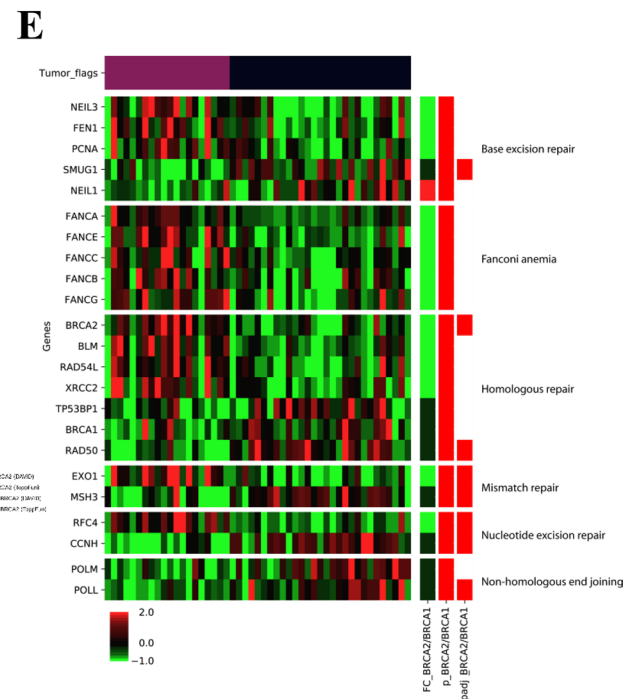 E
Tumor_flags
NEIL3
FEN1
PCNA
SMUG1
NEIL1
Base excision repair
FANCA
FANCE
FANCC
FANCB
FANCG
Fanconi anemia
Genes
BRCA2
BLM
RAD54L
XRCC2
TP53BP1
BRCA1
RAD50
Homologous repair
EXO1
MSH3
Mismatch repair
RFC4
CCNH
Nucleotide excision repair
POLM
POLL
Non-homologous end joining
2.0
0.0
−1.0
FC_BRCA2/BRCA1
p_BRCA2/BRCA1
padj_BRCA2/BRCA1